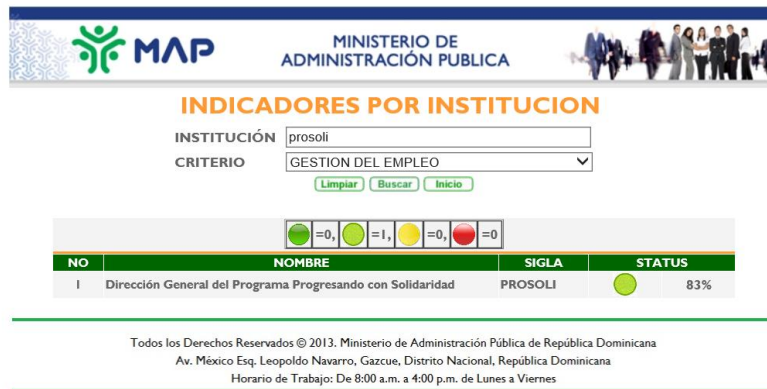 MAP
MINISTERIO DE
ADMINISTRACIÓN PUBLICA
INDICADORES POR INSTITUCION
INSTITUCIÓN prosoli
CRITERIO GESTION DEL EMPLEO
Limpiar Buscar Inicio
=0, =1, =0, =0
NO NOMBRE SIGLA STATUS
1 Dirección General del Programa Progresando con Solidaridad PROSOLI 83%
Todos los Derechos Reservados © 2013. Ministerio de Administración Pública de República Dominicana
Av. México Esq. Leopoldo Navarro, Gazcue, Distrito Nacional, República Dominicana
Horario de Trabajo: De 8:00 a.m. a 4:00 p.m. de Lunes a Viernes